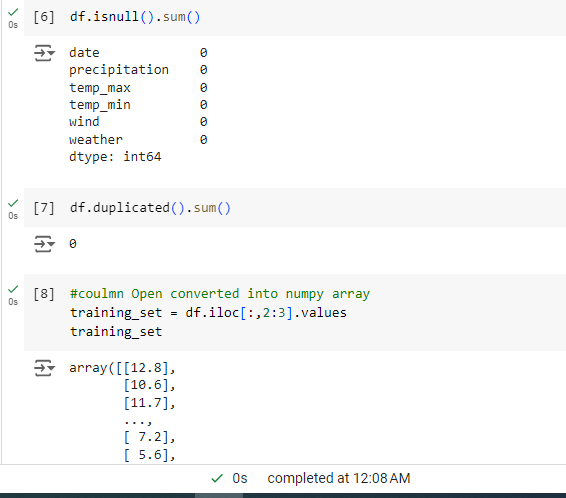 [6] df.isnull().sum()
0s
date 0
precipitation 0
temp_max 0
temp_min 0
wind 0
weather 0
dtype: int64
[7] df.duplicated().sum()
0s
0
[8] #coulmn Open converted into numpy array
0s
training_set = df.iloc[:,2:3].values
training_set
array([[12.8],
[10.6],
[11.7],
...,
[ 7.2],
[ 5.6],
0s completed at 12:08 AM